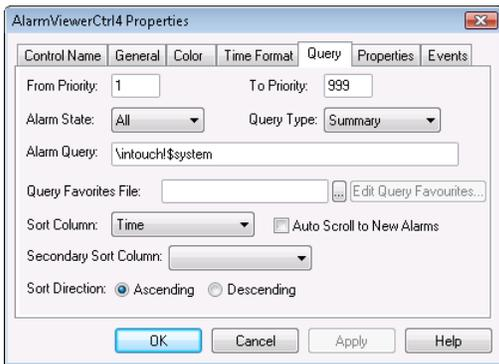 AlarmViewerCtrl4 Properties
Control Name General Color Time Format Query Properties Events
From Priority: 1 To Priority: 999
Alarm State: All Query Type: Summary
Alarm Query: \intouch!$system
Query Favorites File: ... Edit Query Favourites...
Sort Column: Time Auto Scroll to New Alarms
Secondary Sort Column:
Sort Direction: Ascending Descending
OK Cancel Apply Help